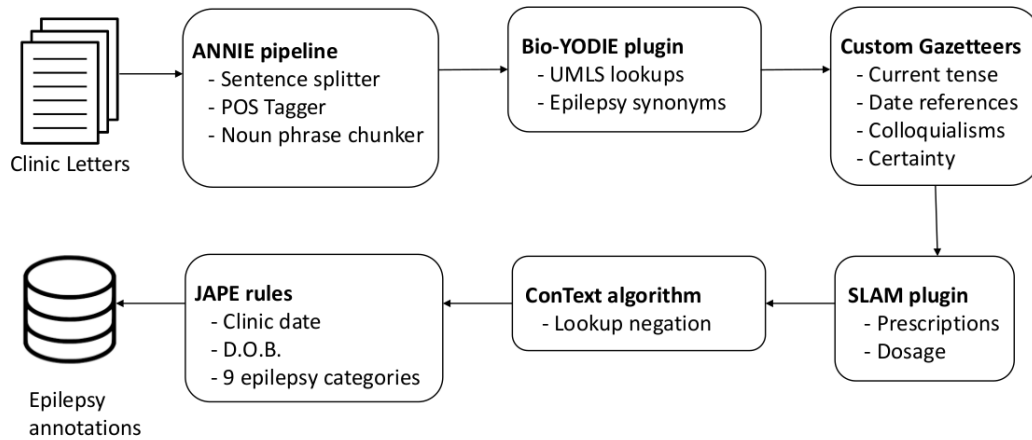 Clinic Letters
ANNIE pipeline
- Sentence splitter
- POS Tagger
- Noun phrase chunker
Bio-YODIE plugin
- UMLS lookups
- Epilepsy synonyms
Custom Gazetteers
- Current tense
- Date references
- Colloquialisms
- Certainty
SLAM plugin
- Prescriptions
- Dosage
ConText algorithm
- Lookup negation
JAPE rules
- Clinic date
- D.O.B.
- 9 epilepsy categories
Epilepsy
annotations